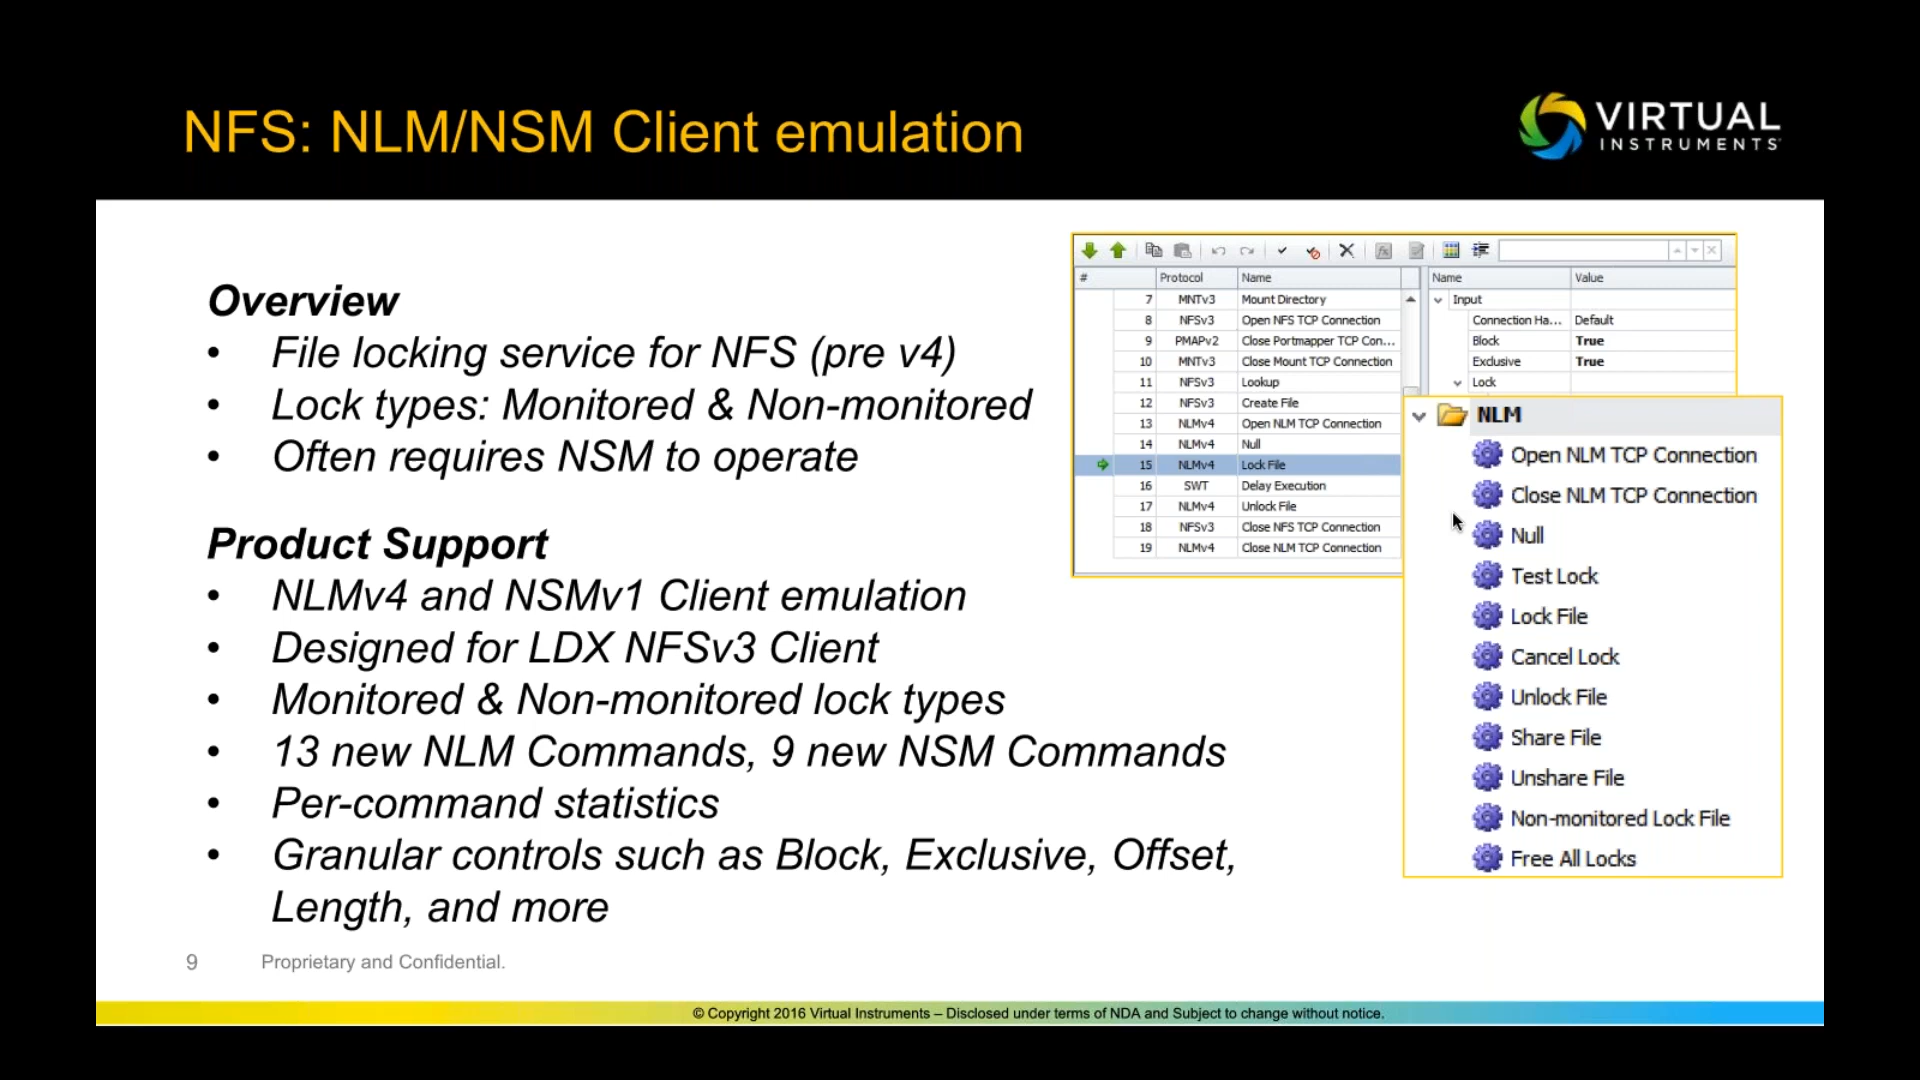 NFS: NLM/NSM Client emulation
VIRTUAL
INSTRUMENTS
Overview
• File locking service for NFS (pre v4)
• Lock types: Monitored & Non-monitored
• Often requires NSM to operate
Product Support
• NLMv4 and NSMv1 Client emulation
• Designed for LDX NFSv3 Client
• Monitored & Non-monitored lock types
• 13 new NLM Commands, 9 new NSM Commands
• Per-command statistics
• Granular controls such as Block, Exclusive, Offset,
Length, and more
# Protocol Name
7 MNTv3 Mount Directory
8 NFSv3 Open NFS TCP Connection
9 PMAPv2 Close Portmapper TCP Con...
10 MNTv3 Close Mount TCP Connection
11 NFSv3 Lookup
12 NFSv3 Create File
13 NLMv4 Open NLM TCP Connection
14 NLMv4 Null
15 NLMv4 Lock File
16 SWT Delay Execution
17 NLMv4 Unlock File
18 NFSv3 Close NFS TCP Connection
19 NLMv4 Close NLM TCP Connection
Name Value
Input
Connection Ha... Default
Block True
Exclusive True
Lock
NLM
Open NLM TCP Connection
Close NLM TCP Connection
Null
Test Lock
Lock File
Cancel Lock
Unlock File
Share File
Unshare File
Non-monitored Lock File
Free All Locks
9 Proprietary and Confidential.
© Copyright 2016 Virtual Instruments – Disclosed under terms of NDA and Subject to change without notice.